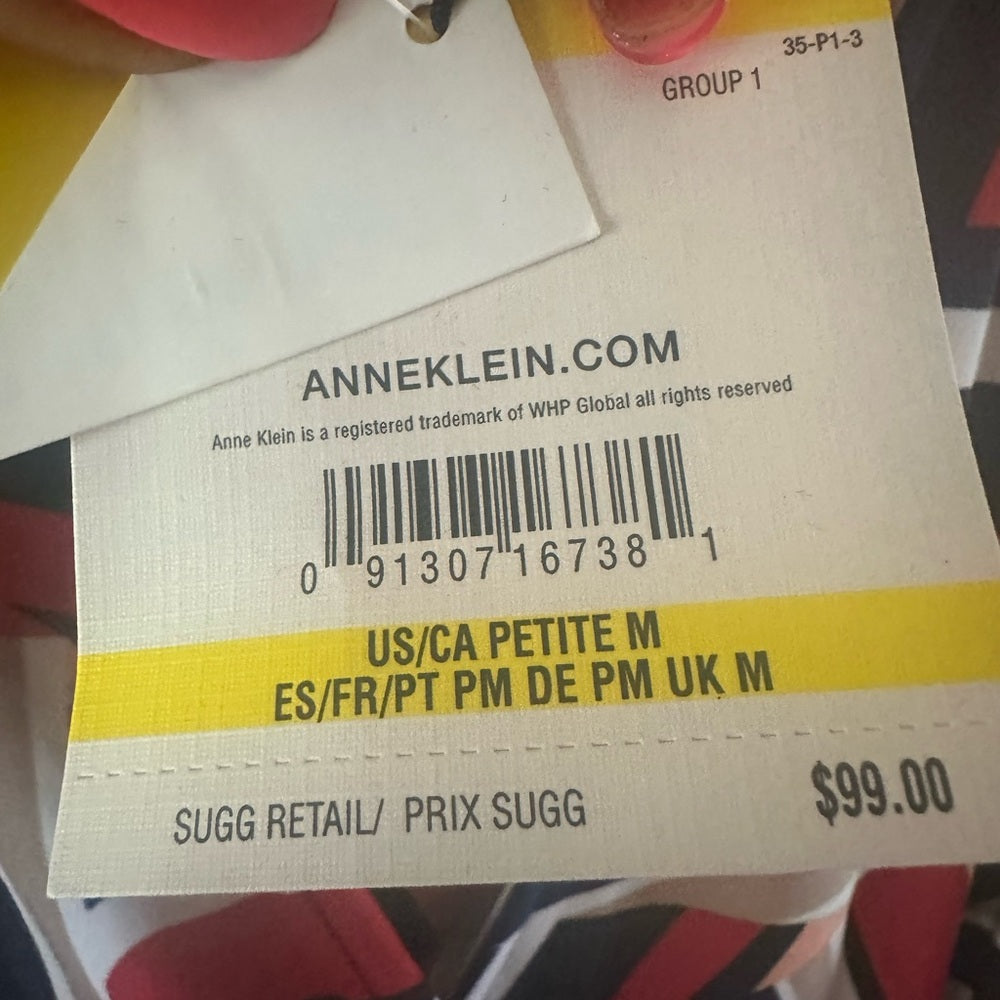 35-P1-3
GROUP 1
ANNEKLEIN.COM
Anne Klein is a registered trademark of WHP Global all rights reserved
0 91307 16738 1
US/CA PETITE M
ES/FR/PT PM DE PM UK M
SUGG RETAIL/ PRIX SUGG $99.00